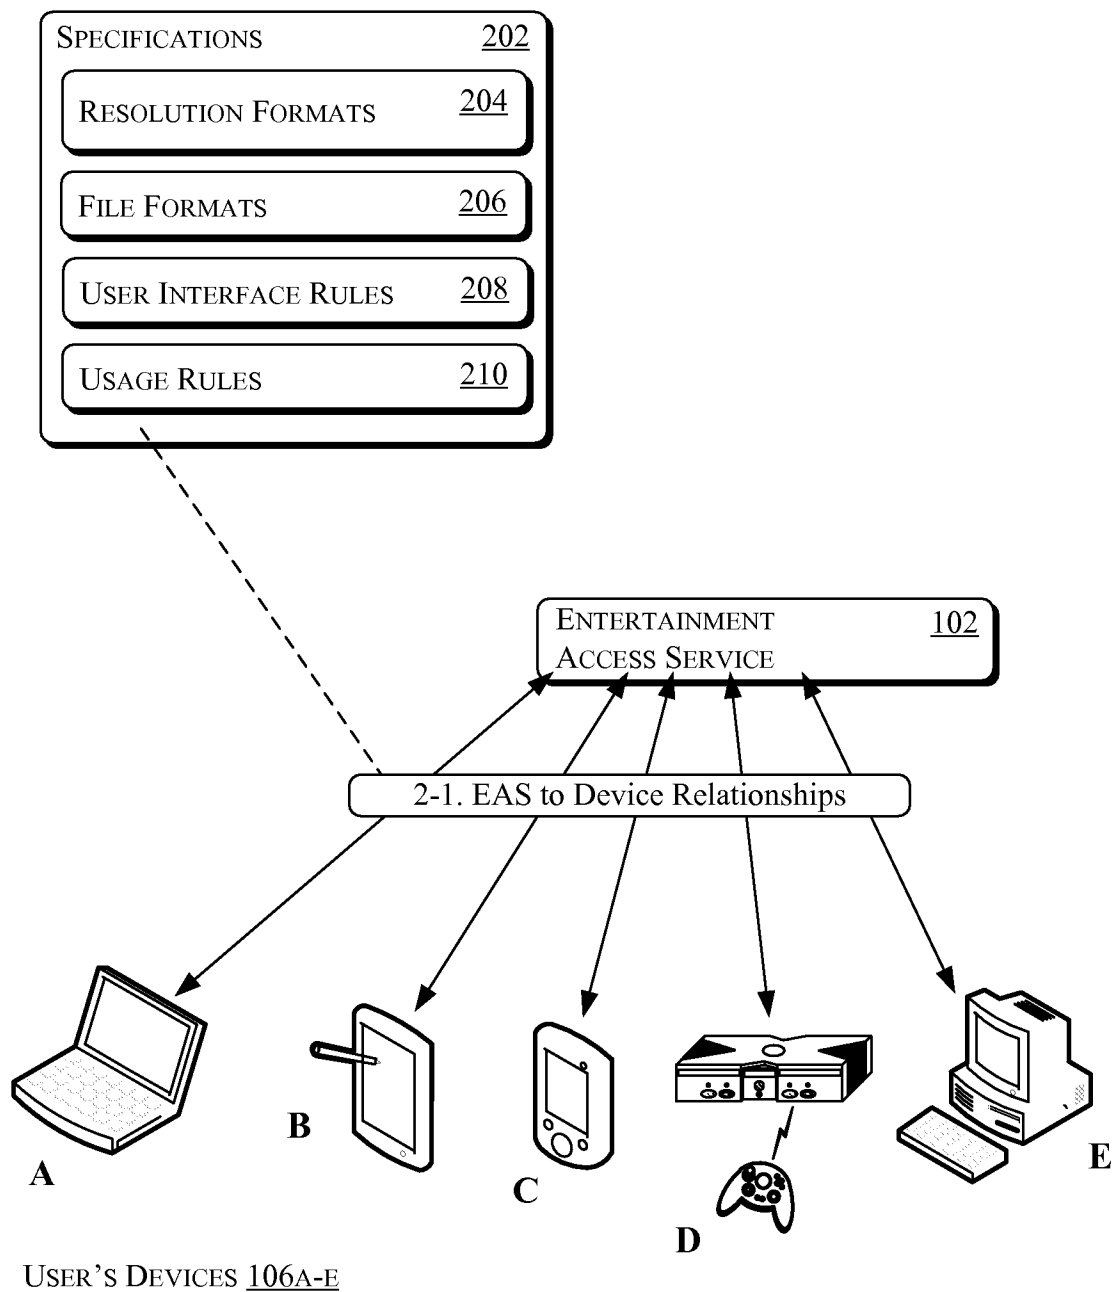 SPECIFICATIONS 202
RESOLUTION FORMATS 204
FILE FORMATS 206
USER INTERFACE RULES 208
USAGE RULES 210
ENTERTAINMENT 102
ACCESS SERVICE
2-1. EAS to Device Relationships
A
B
C
D
E
USER'S DEVICES 106A-E